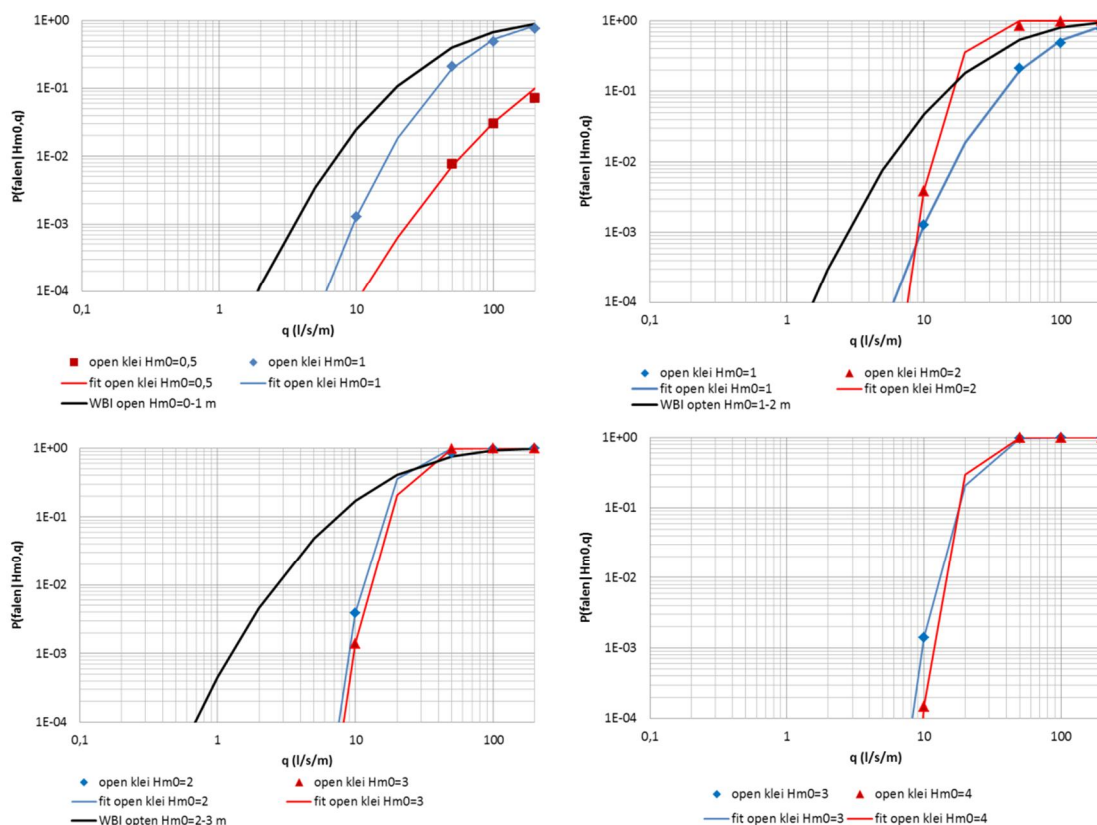 1E+00
1E-01
1E-02
1E-03
1E-04
P(falen|Hm0,q)
0,1 1 10 100
q (l/s/m)
open klei Hm0=0,5 open klei Hm0=1
fit open klei Hm0=0,5 fit open klei Hm0=1
WBI open Hm0=0-1 m
1E+00
1E-01
1E-02
1E-03
1E-04
P(falen|Hm0,q)
0,1 1 10 100
q (l/s/m)
open klei Hm0=1 open klei Hm0=2
fit open klei Hm0=1 fit open klei Hm0=2
WBI opten Hm0=1-2 m
1E+00
1E-01
1E-02
1E-03
1E-04
P(falen|Hm0,q)
0,1 1 10 100
q (l/s/m)
open klei Hm0=2 open klei Hm0=3
fit open klei Hm0=2 fit open klei Hm0=3
WBI opten Hm0=2-3 m
1E+00
1E-01
1E-02
1E-03
1E-04
P(falen|Hm0,q)
0,1 1 10 100
q (l/s/m)
open klei Hm0=3 open klei Hm0=4
fit open klei Hm0=3 fit open klei Hm0=4